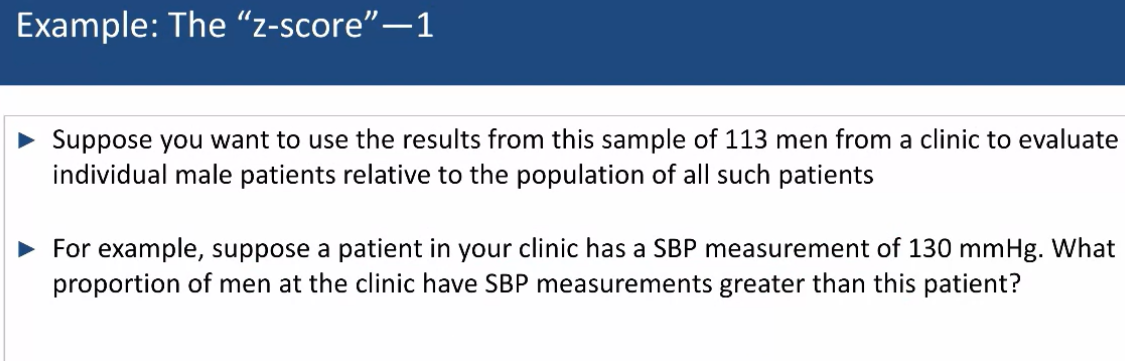 Example: The “z-score”—1
► Suppose you want to use the results from this sample of 113 men from a clinic to evaluate
individual male patients relative to the population of all such patients
► For example, suppose a patient in your clinic has a SBP measurement of 130 mmHg. What
proportion of men at the clinic have SBP measurements greater than this patient?